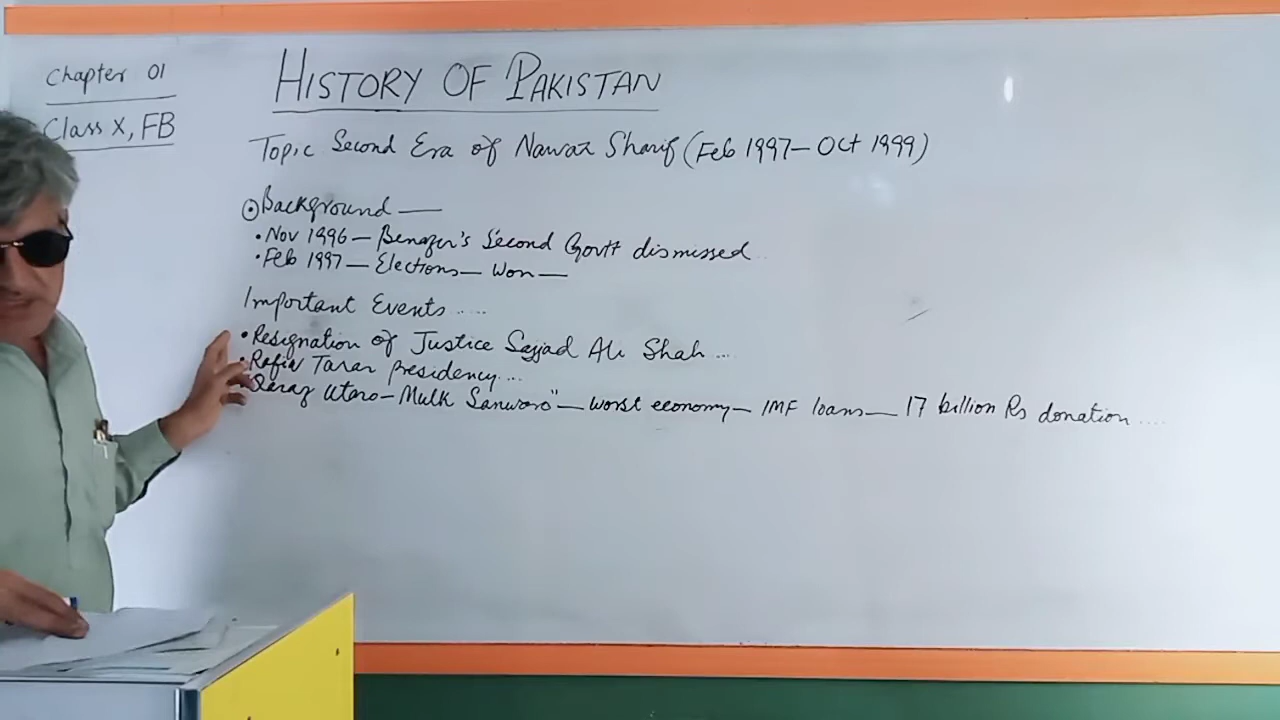 Chapter 01
Class X, FB
HISTORY OF PAKISTAN
Topic Second Era of Nawaz Sharif (Feb 1997 - Oct 1999)
Background —
• Nov 1996 - Benazir's Second Govtt dismissed
• Feb 1997 - Elections - Won —
Important Events .....
• Resignation of Justice Sajjad Ali Shah ...
• Rafiq Tarar Presidency ...
Utaro - Mulk Sanwaro" - worst economy - IMF loans - 17 billion Rs donation ....